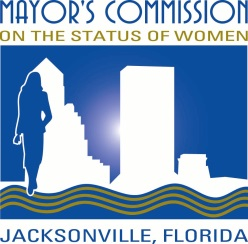 MAYOR'S COMMISSION
ON THE STATUS OF WOMEN
JACKSONVILLE, FLORIDA